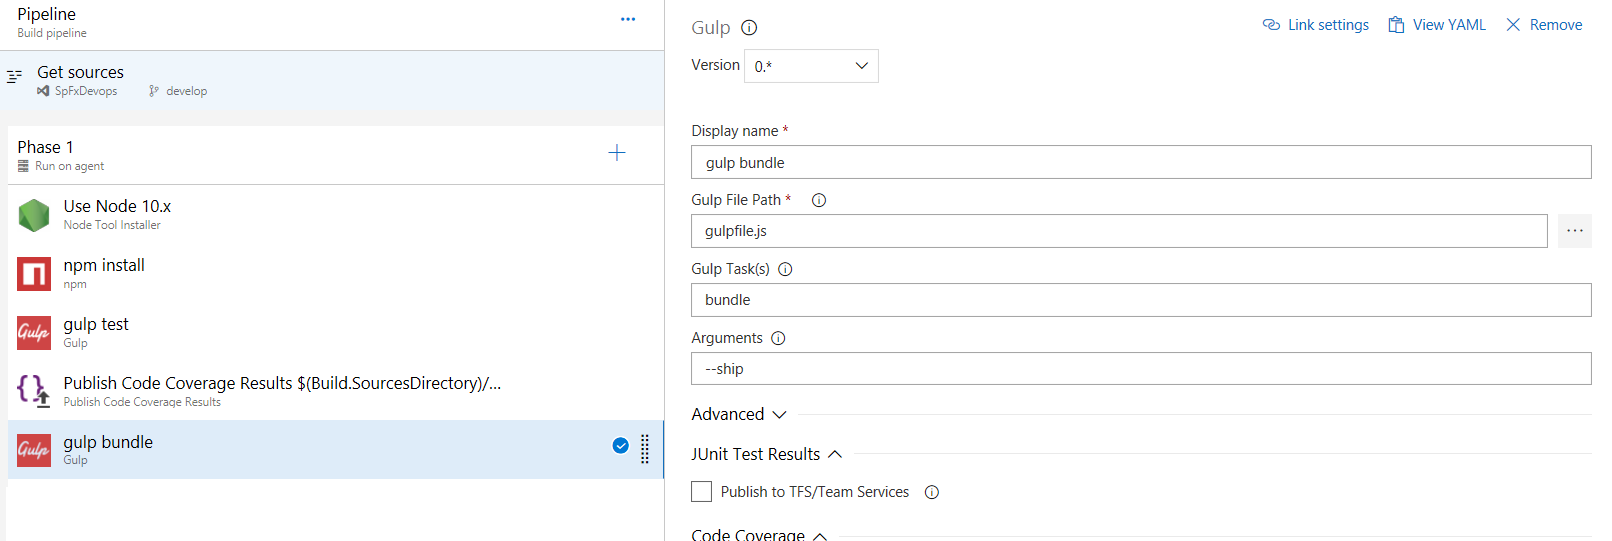 Pipeline
...
Build pipeline
Get sources
SpFxDevops develop
Phase 1
Run on agent
Use Node 10.x
Node Tool Installer
npm install
npm
Gulp
gulp test
Gulp
Publish Code Coverage Results $(Build.SourcesDirectory)/...
Publish Code Coverage Results
Gulp
gulp bundle
Gulp
Gulp
Link settings View YAML Remove
Version 0.*
Display name *
gulp bundle
Gulp File Path *
gulpfile.js
...
Gulp Task(s)
bundle
Arguments
--ship
Advanced
JUnit Test Results
Publish to TFS/Team Services
Code Coverage